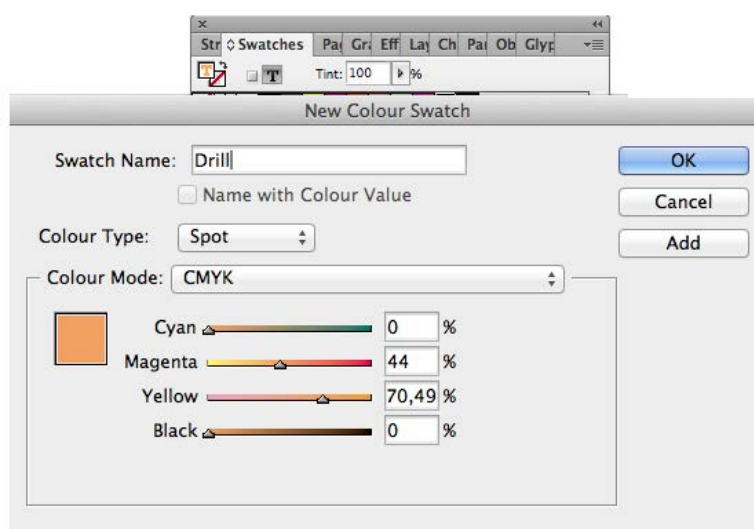 Str Swatches Pa Gr Eff Lay Ch Par Ob Glyp
T T Tint: 100 %
New Colour Swatch
Swatch Name: Drill OK
Name with Colour Value Cancel
Colour Type: Spot Add
Colour Mode: CMYK
Cyan 0 %
Magenta 44 %
Yellow 70,49 %
Black 0 %